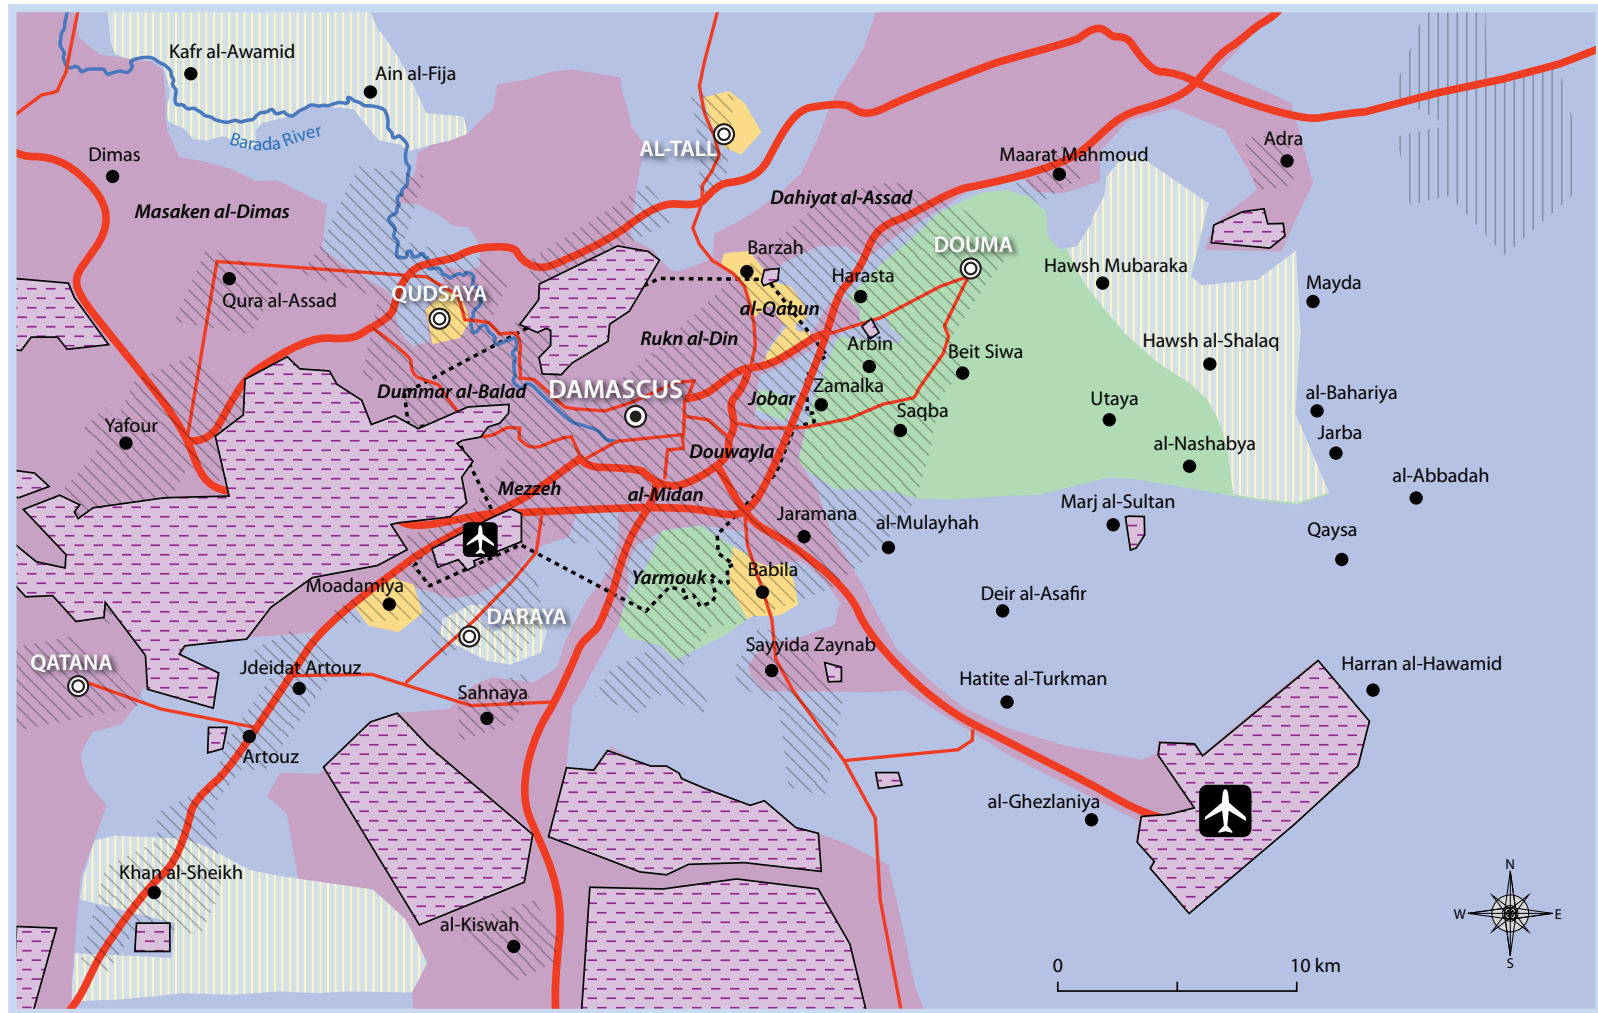 Kafr al-Awamid
Ain al-Fija
Barada River
Dimas
AL-TALL
Adra
Maarat Mahmoud
Masaken al-Dimas
Dahiyat al-Assad
DOUMA
Barzah
Hawsh Mubaraka
Harasta
Mayda
Qura al-Assad
QUDSAYA
al-Qabun
Rukn al-Din
Arbin
Beit Siwa
Hawsh al-Shalaq
Dummar al-Balad
DAMASCUS
Jobar
Zamalka
al-Bahariya
Saqba
Utaya
Yafour
Jarba
al-Nashabya
Douwayla
al-Abbadah
Mezzeh
al-Midan
Marj al-Sultan
Jaramana
al-Mulayhah
Qaysa
Moadamiya
Yarmouk
Babila
Deir al-Asafir
DARAYA
Sayyida Zaynab
QATANA
Jdeidat Artouz
Harran al-Hawamid
Hatite al-Turkman
Sahnaya
Artouz
al-Ghezlaniya
Khan al-Sheikh
al-Kiswah
N
W
E
S
0
10 km